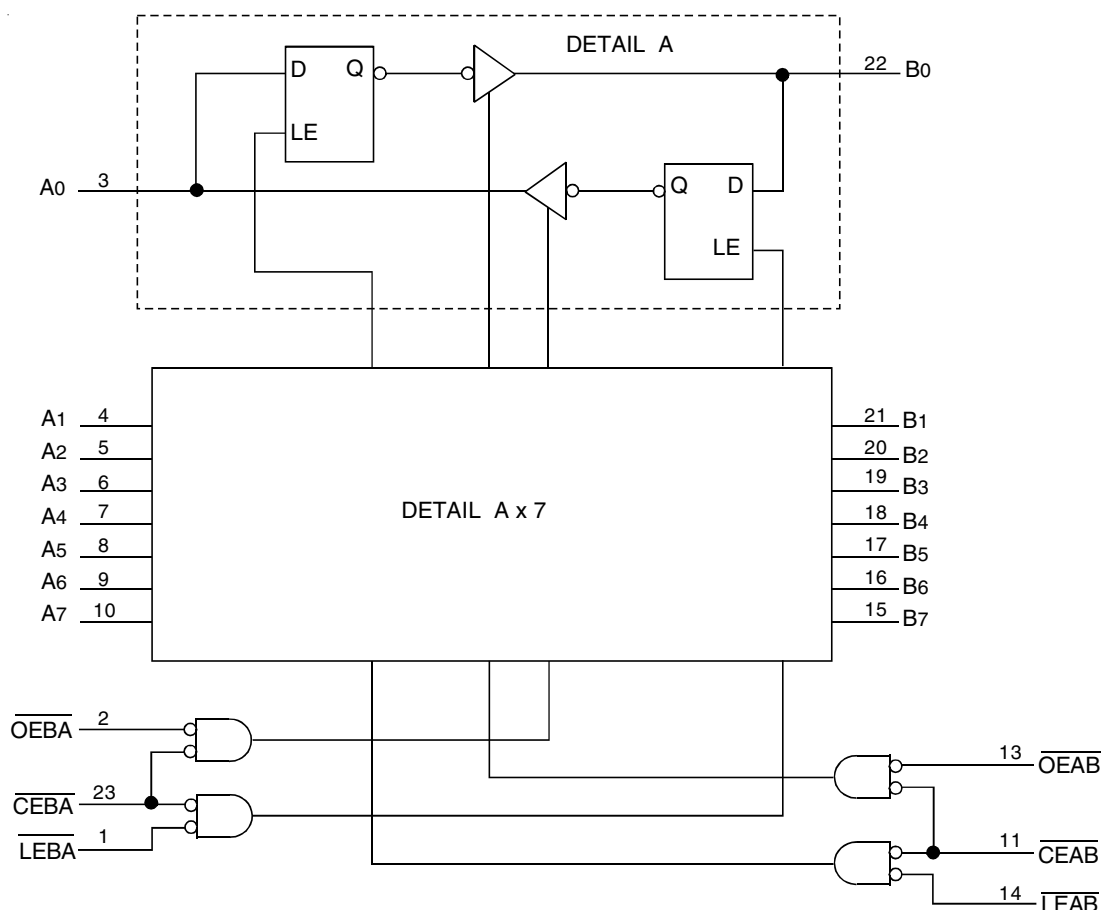 DETAIL A
D Q
LE
22 B0
A0 3
Q D
LE
A1 4
A2 5
A3 6
A4 7
A5 8
A6 9
A7 10
DETAIL A x 7
21 B1
20 B2
19 B3
18 B4
17 B5
16 B6
15 B7
OEBA 2
CEBA 23
LEBA 1
13 OEAB
11 CEAB
14 LEAB